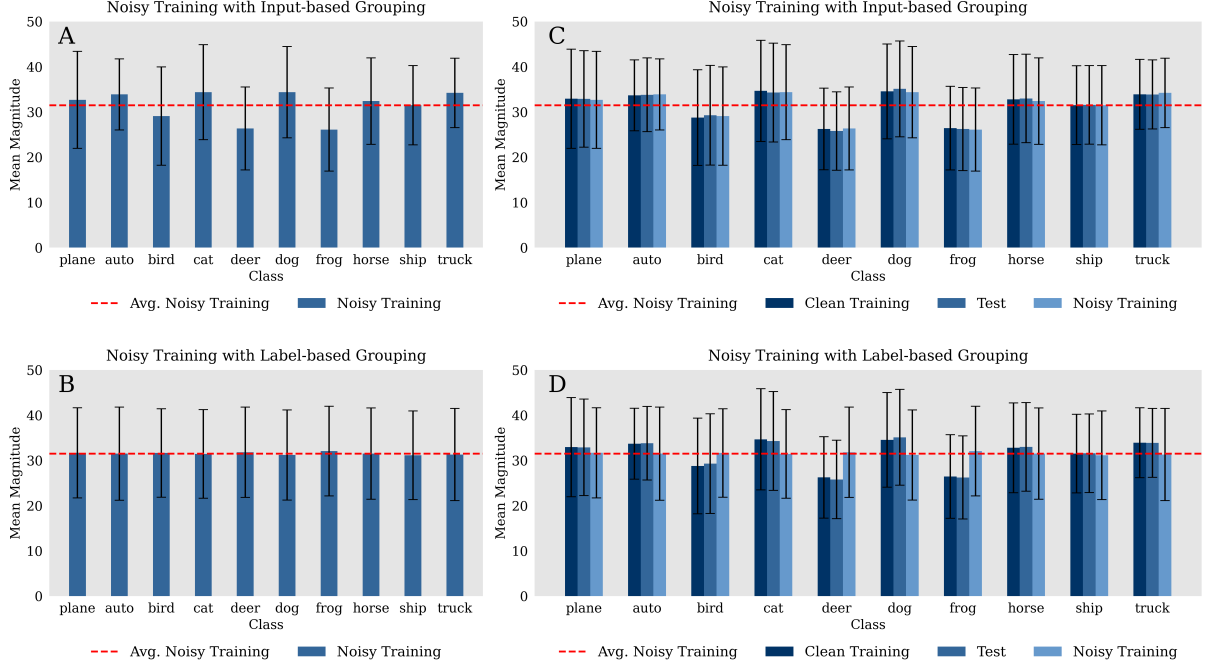 Noisy Training with Input-based Grouping
A
50
40
30
20
10
0
Mean Magnitude
plane auto bird cat deer dog frog horse ship truck
Class
Avg. Noisy Training Noisy Training
Noisy Training with Input-based Grouping
C
50
40
30
20
10
0
Mean Magnitude
plane auto bird cat deer dog frog horse ship truck
Class
Avg. Noisy Training Clean Training Test Noisy Training
Noisy Training with Label-based Grouping
B
50
40
30
20
10
0
Mean Magnitude
plane auto bird cat deer dog frog horse ship truck
Class
Avg. Noisy Training Noisy Training
Noisy Training with Label-based Grouping
D
50
40
30
20
10
0
Mean Magnitude
plane auto bird cat deer dog frog horse ship truck
Class
Avg. Noisy Training Clean Training Test Noisy Training